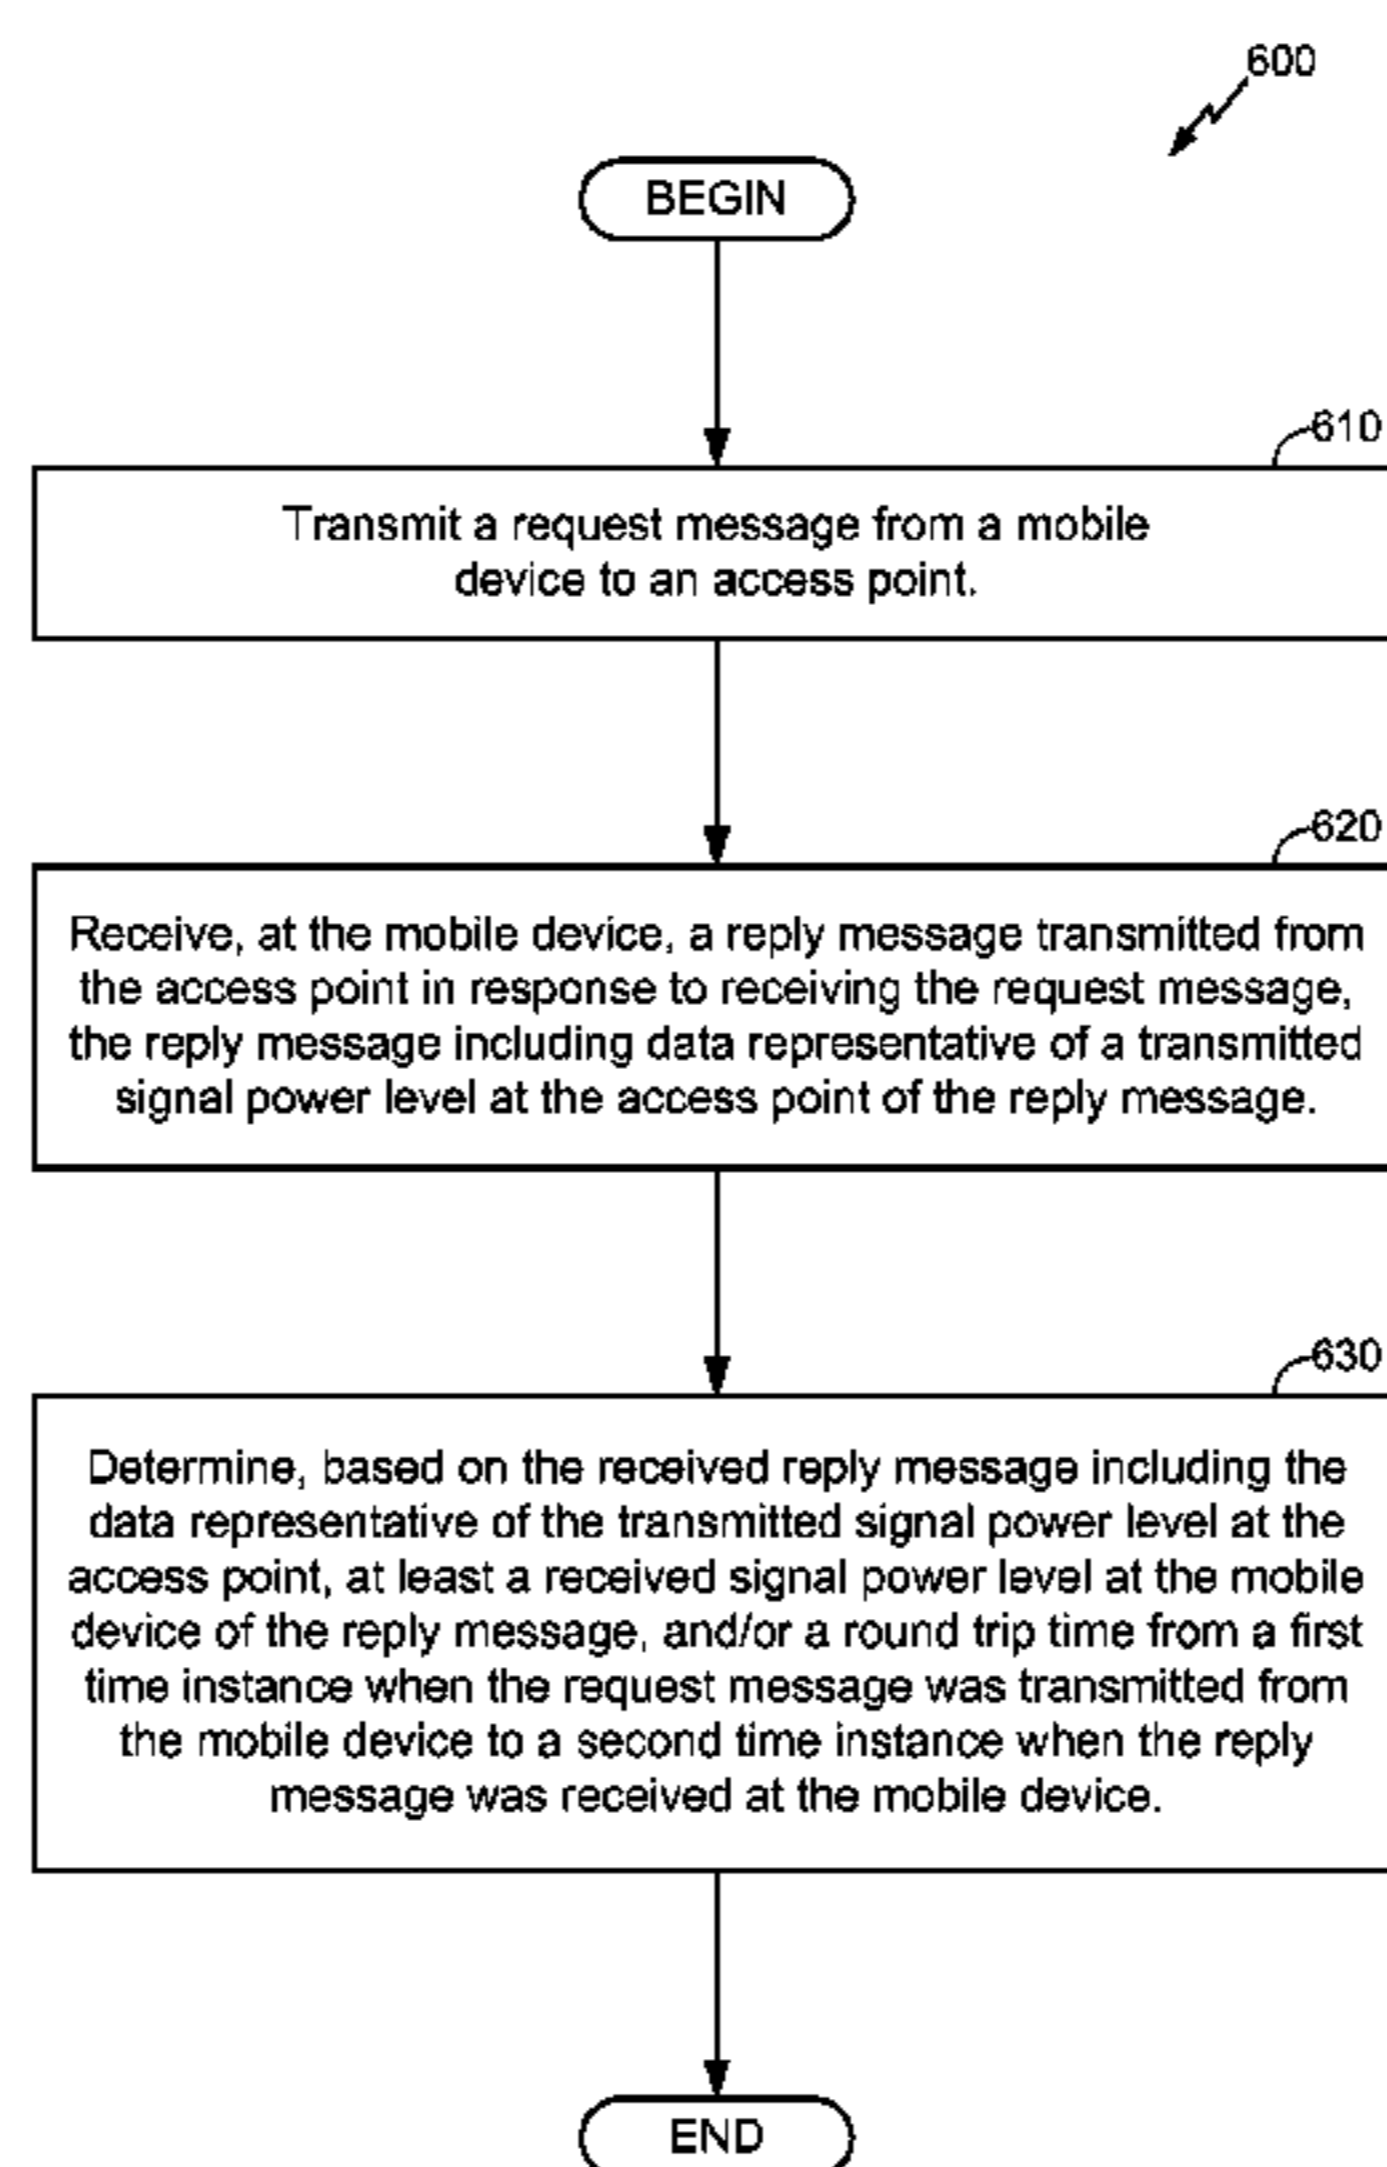 600
BEGIN
610
Transmit a request message from a mobile
device to an access point.
620
Receive, at the mobile device, a reply message transmitted from
the access point in response to receiving the request message,
the reply message including data representative of a transmitted
signal power level at the access point of the reply message.
630
Determine, based on the received reply message including the
data representative of the transmitted signal power level at the
access point, at least a received signal power level at the mobile
device of the reply message, and/or a round trip time from a first
time instance when the request message was transmitted from
the mobile device to a second time instance when the reply
message was received at the mobile device.
END